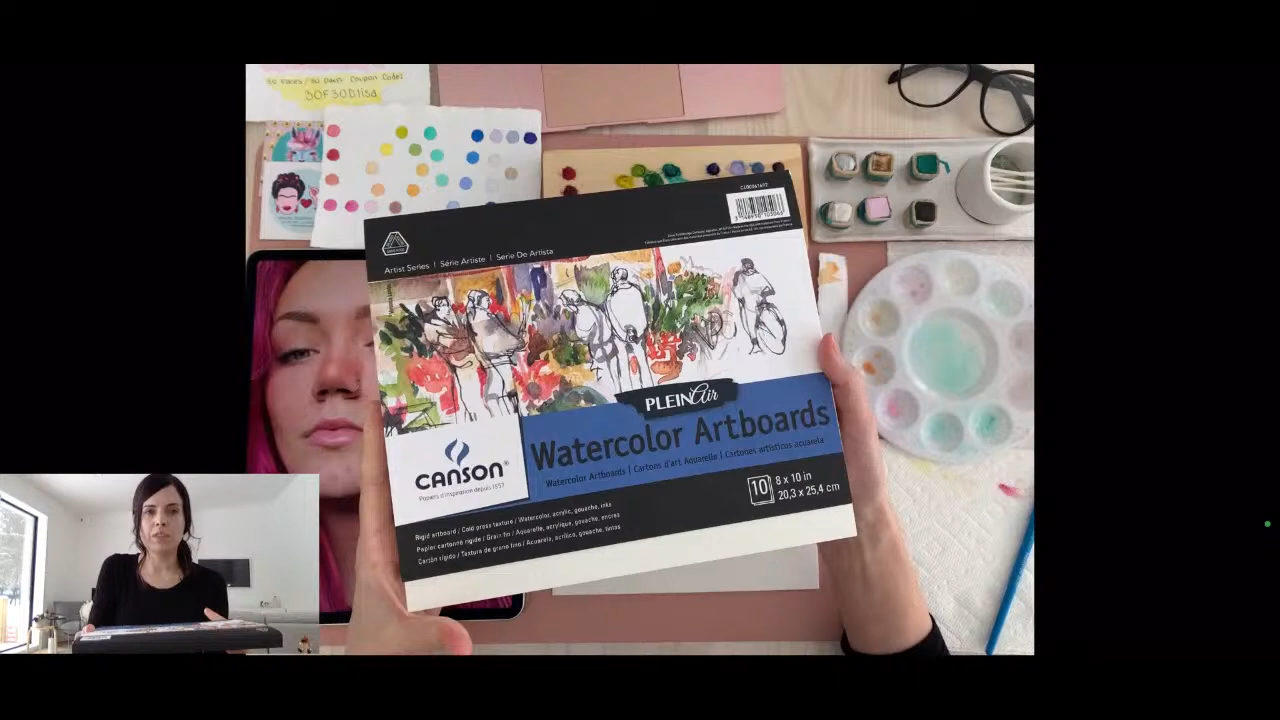 30 Faces/30 Days Coupon Code!
30F30D1isa
C100061697
Artist Series | Série Artiste | Serie De Artista
PLEINAir
Watercolor Artboards
Watercolor Artboards | Cartons d'art Aquarelle | Cartones artísticos acuarela
CANSON®
Papiers d'inspiration depuis 1557
10
8 x 10 in
20,3 x 25,4 cm
Rigid artboard / Cold press texture / Watercolor, acrylic, gouache, inks
Papier cartonné rigide / Grain fin / Aquarelle, acrylique, gouache, encres
Cartón rígido / Textura de grano fino / Acuarela, acrílico, gouache, tintas